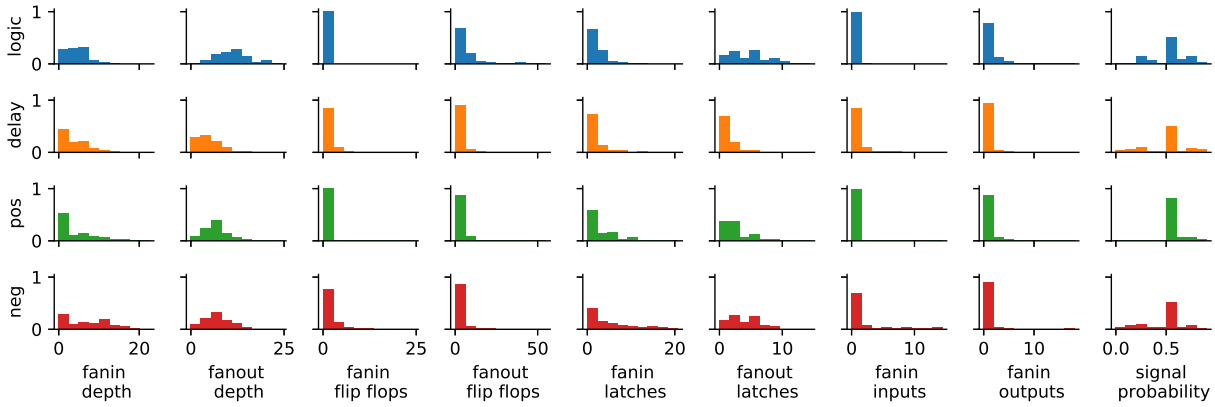 logic
1
0
delay
1
0
pos
1
0
neg
1
0
0 20
0 25
0 25
0 50
0 20
0 10
0 10
0 10
0.0 0.5
fanin
depth
fanout
depth
fanin
flip flops
fanout
flip flops
fanin
latches
fanout
latches
fanin
inputs
fanin
outputs
signal
probability